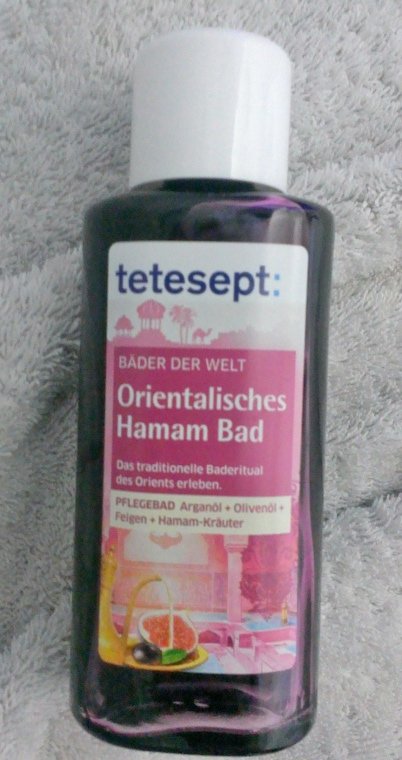 tetesept:
BÄDER DER WELT
Orientalisches
Hamam Bad
Das traditionelle Baderitual
des Orients erleben.
PFLEGEBAD Arganöl + Olivenöl +
Feigen + Hamam-Kräuter